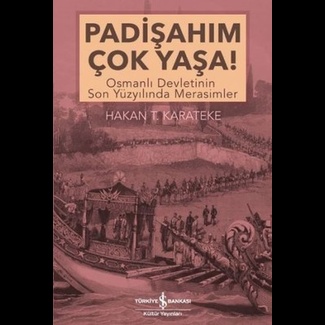 PADİŞAHIM
ÇOK YAŞA!
Osmanlı Devletinin
Son Yüzyılında Merasimler
HAKAN T. KARATEKE
TÜRKİYE İŞ BANKASI
Kültür Yayınları